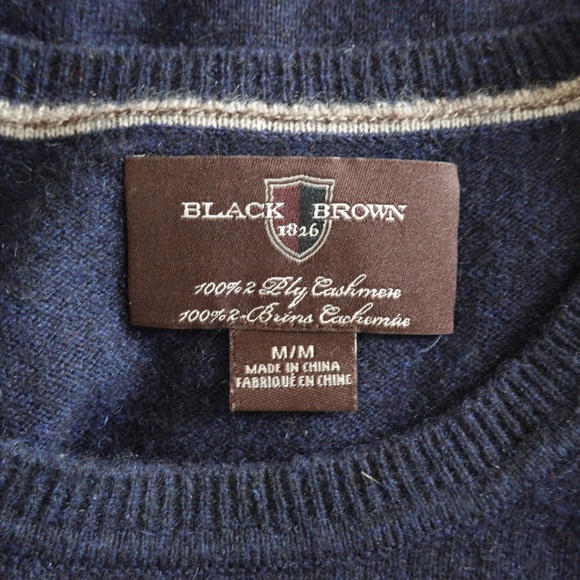 BLACK BROWN
1826
100% 2 Ply Cashmere
100% 2-Brins Cachemire
M/M
MADE IN CHINA
FABRIQUÉ EN CHINE